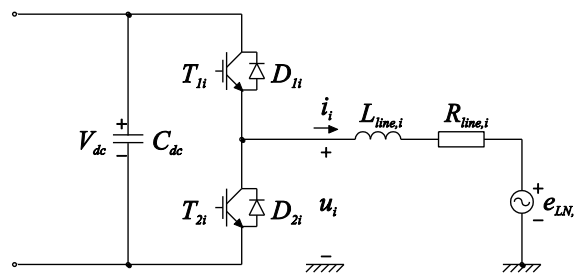 T1i D1i
ii Lline,i Rline,i
+
Vdc Cdc
−
+
T2i D2i ui
+
eLN,
−
−